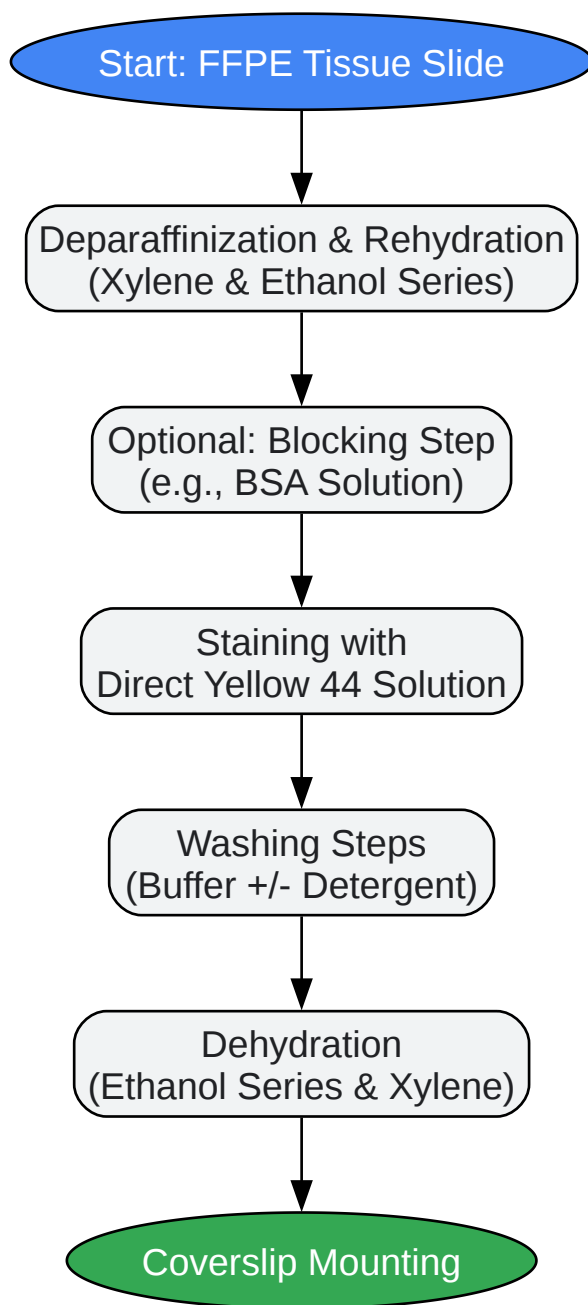 Start: FFPE Tissue Slide
Deparaffinization & Rehydration
(Xylene & Ethanol Series)
Optional: Blocking Step
(e.g., BSA Solution)
Staining with
Direct Yellow 44 Solution
Washing Steps
(Buffer +/- Detergent)
Dehydration
(Ethanol Series & Xylene)
Coverslip Mounting